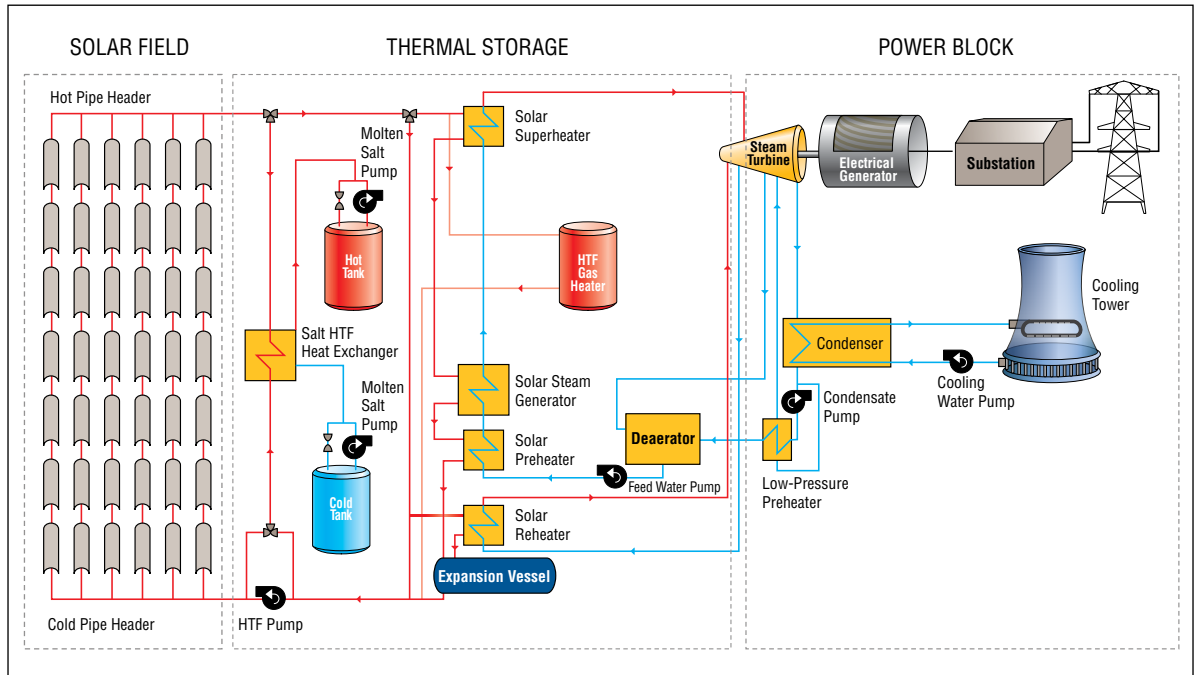 SOLAR FIELD
THERMAL STORAGE
POWER BLOCK
Hot Pipe Header
Molten
Salt
Pump
Solar
Superheater
Steam
Turbine
Electrical
Generator
Substation
Hot
Tank
HTF
Gas
Heater
Cooling
Tower
Salt HTF
Heat Exchanger
Condenser
Molten
Salt
Pump
Solar Steam
Generator
Condensate
Pump
Cooling
Water Pump
Solar
Preheater
Deaerator
Feed Water Pump
Low-Pressure
Preheater
Cold
Tank
Solar
Reheater
Expansion Vessel
Cold Pipe Header
HTF Pump